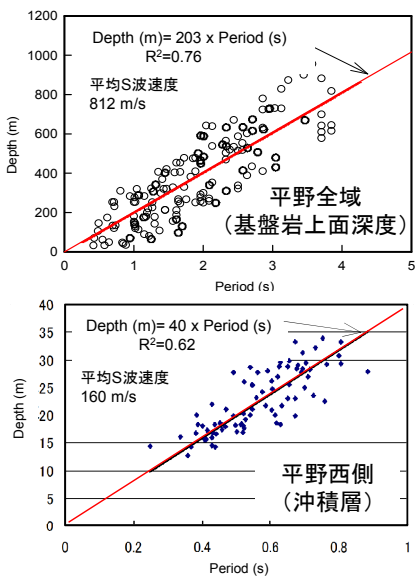 1200
1000
800
600
400
200
0
Depth (m)
Depth (m)= 203 x Period (s)
R²=0.76
平均S波速度
812 m/s
平野全域
(基盤岩上面深度)
0 1 2 3 4 5
Period (s)
40
35
30
25
20
15
10
5
0
Depth (m)
Depth (m)= 40 x Period (s)
R²=0.62
平均S波速度
160 m/s
平野西側
(沖積層)
0 0.2 0.4 0.6 0.8 1
Period (s)